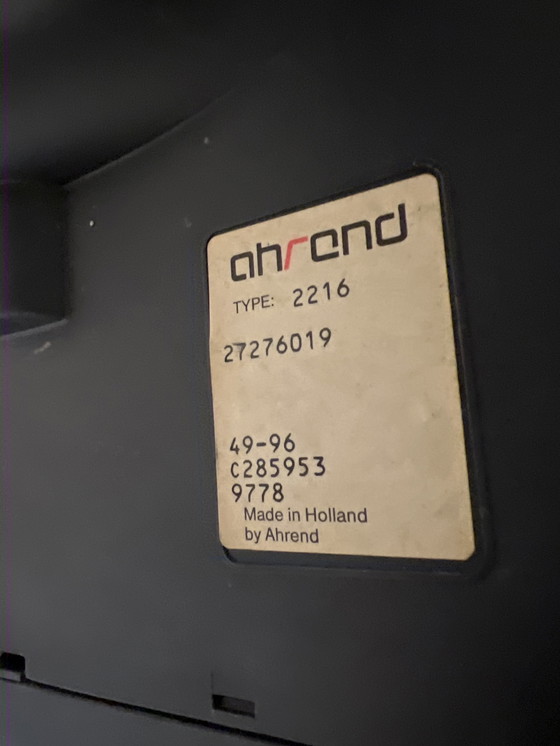 ahrend
TYPE: 2216
27276019
49-96
C285953
9778
Made in Holland
by Ahrend